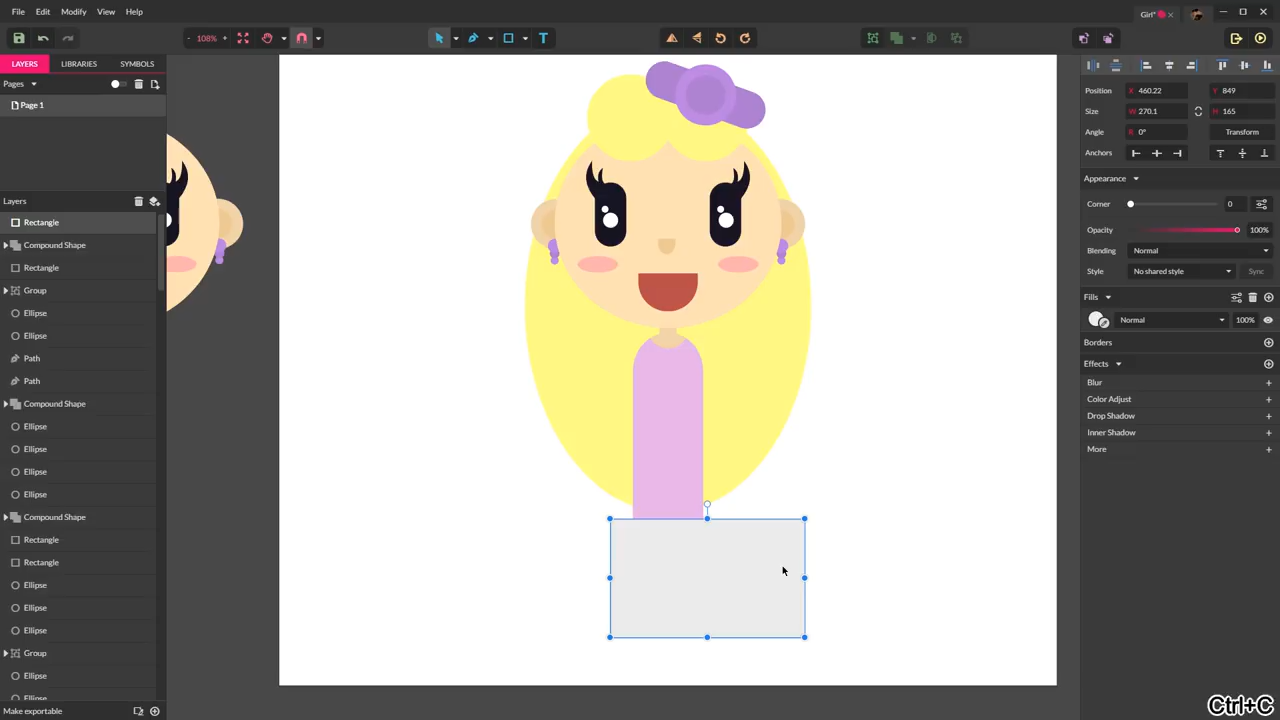 File Edit Modify View Help Girl*
- 108% + T
LAYERS LIBRARIES SYMBOLS
Pages
Page 1
Layers
Rectangle
Compound Shape
Rectangle
Group
Ellipse
Ellipse
Path
Path
Compound Shape
Ellipse
Ellipse
Ellipse
Ellipse
Compound Shape
Rectangle
Rectangle
Ellipse
Ellipse
Ellipse
Group
Ellipse
Ellipse
Make exportable
Position X 460.22 Y 849
Size W 270.1 H 165
Angle R 0° Transform
Anchors
Appearance
Corner 0
Opacity 100%
Blending Normal
Style No shared style Sync
Fills
Normal 100%
Borders
Effects
Blur +
Color Adjust +
Drop Shadow +
Inner Shadow +
More +
Ctrl+C